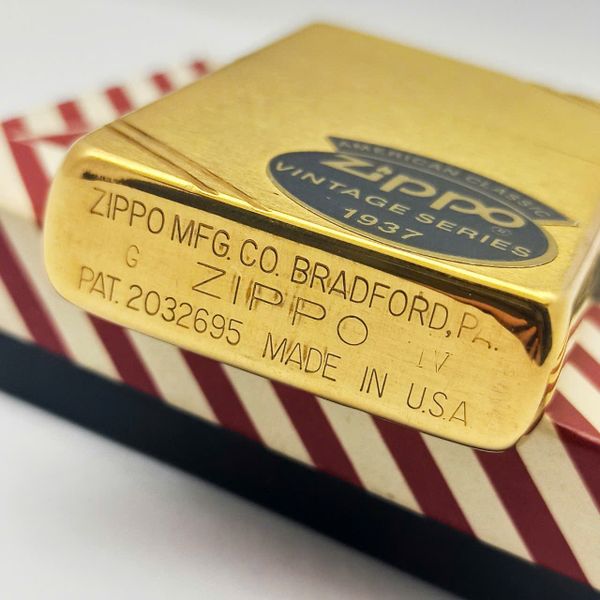 AMERICAN CLASSIC
Zippo®
VINTAGE SERIES
1937
ZIPPO MFG. CO. BRADFORD, PA.
G ZIPPO IV
PAT. 2032695 MADE IN U.S.A